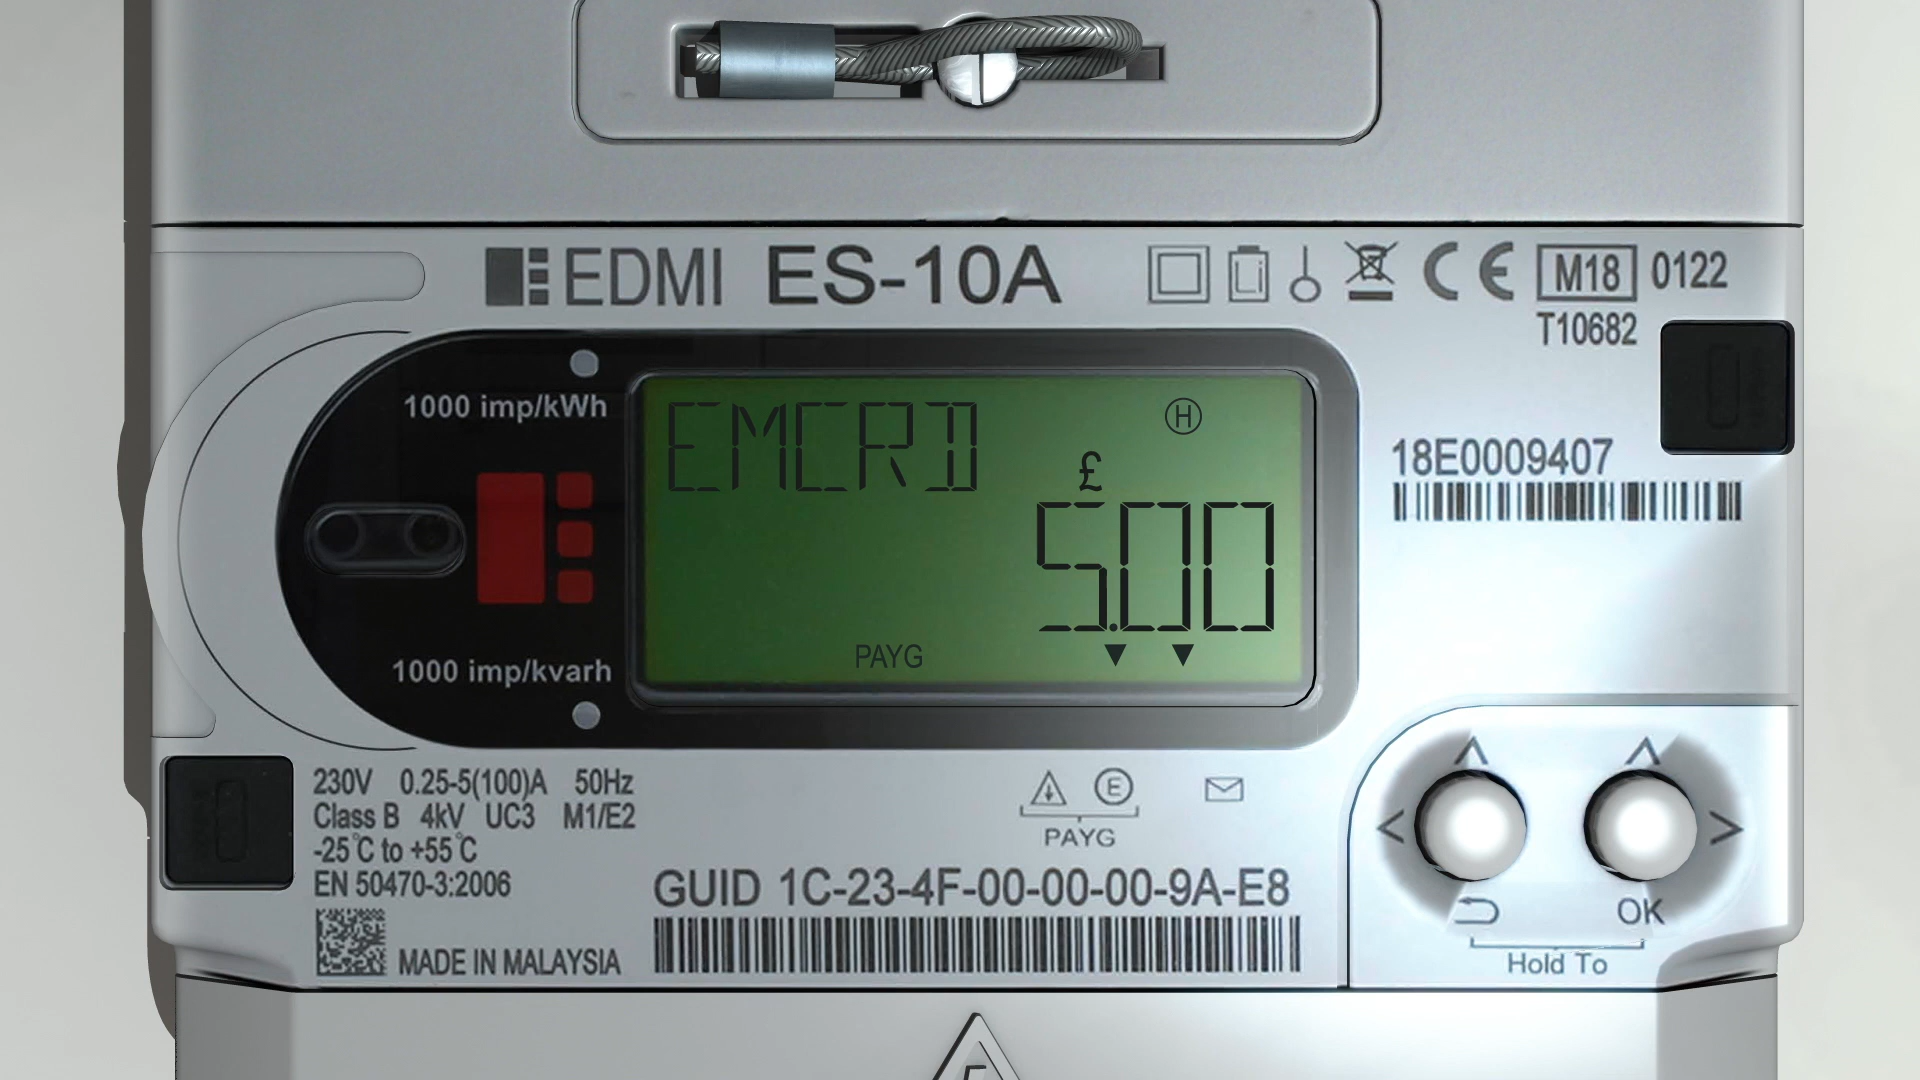 EDMI ES-10A Li CE M18 0122
T10682
1000 imp/kWh
EMCRD
H
£
5.00
PAYG
1000 imp/kvarh
18E0009407
230V 0.25-5(100)A 50Hz
Class B 4kV UC3 M1/E2
-25°C to +55°C
EN 50470-3:2006
MADE IN MALAYSIA
E
PAYG
GUID 1C-23-4F-00-00-00-9A-E8
OK
Hold To